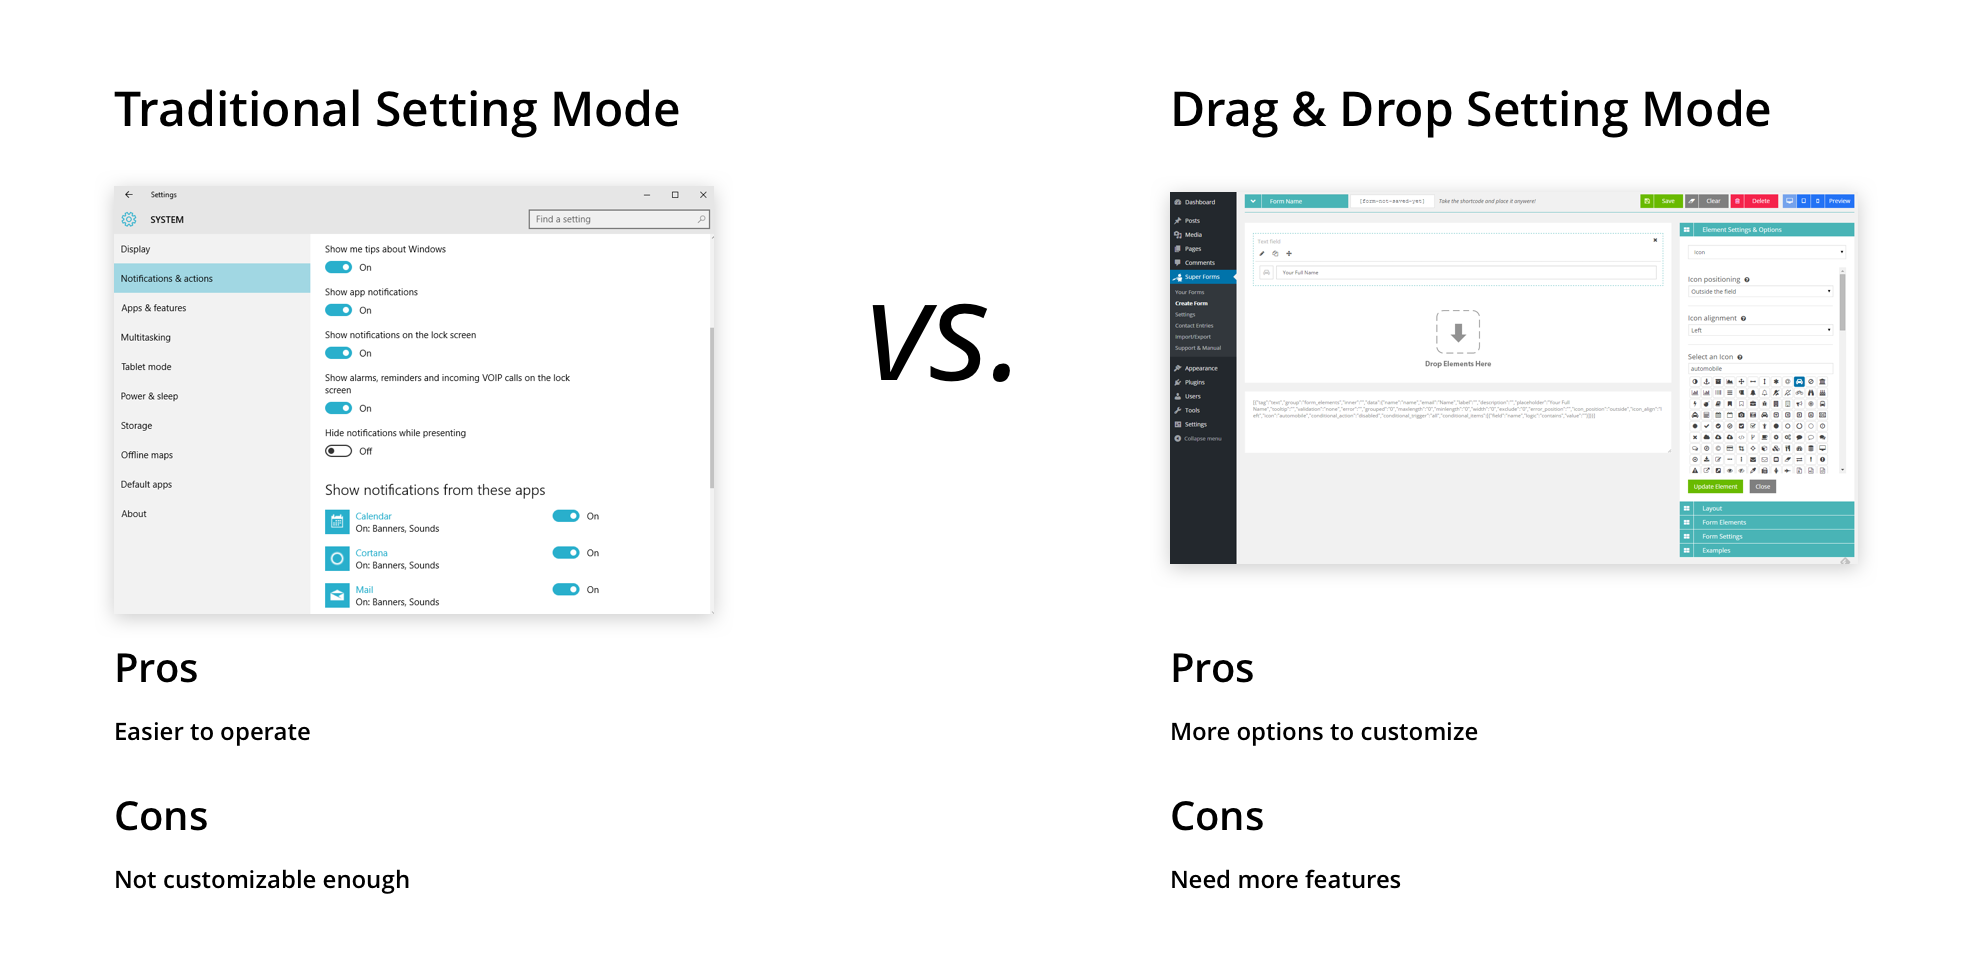 Traditional Setting Mode
Settings
SYSTEM
Find a setting
Display
Notifications & actions
Apps & features
Multitasking
Tablet mode
Power & sleep
Storage
Offline maps
Default apps
About
Show me tips about Windows
On
Show app notifications
On
Show notifications on the lock screen
On
Show alarms, reminders and incoming VOIP calls on the lock
screen
On
Hide notifications while presenting
Off
Show notifications from these apps
Calendar
On: Banners, Sounds
On
Cortana
On: Banners, Sounds
On
Mail
On: Banners, Sounds
On
Pros
Easier to operate
Cons
Not customizable enough
VS.
Drag & Drop Setting Mode
Dashboard
Posts
Media
Pages
Comments
Super Forms
Your Forms
Create Form
Settings
Contact Entries
Import/Export
Support & Manual
Appearance
Plugins
Users
Tools
Settings
Collapse menu
Form Name
[form-not-saved-yet]
Take the shortcode and place it anywere!
Save
Clear
Delete
Preview
Text field
Your Full Name
Drop Elements Here
Element Settings & Options
Icon
Icon positioning
Outside the field
Icon alignment
Left
Select an Icon
automobile
Update Element
Close
Layout
Form Elements
Form Settings
Examples
Pros
More options to customize
Cons
Need more features